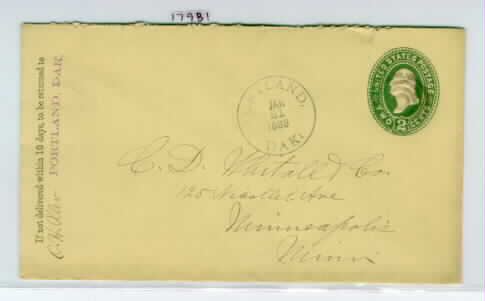 17981
If not delivered within 10 days, to be returned to
PORTLAND, DAK.
PORTLAND,
JAN
1889
DAK.
UNITED STATES POSTAGE
TWO 2 CENTS
C. D. Whitall & Co.
125 Nicollet Ave
Minneapolis
Minn